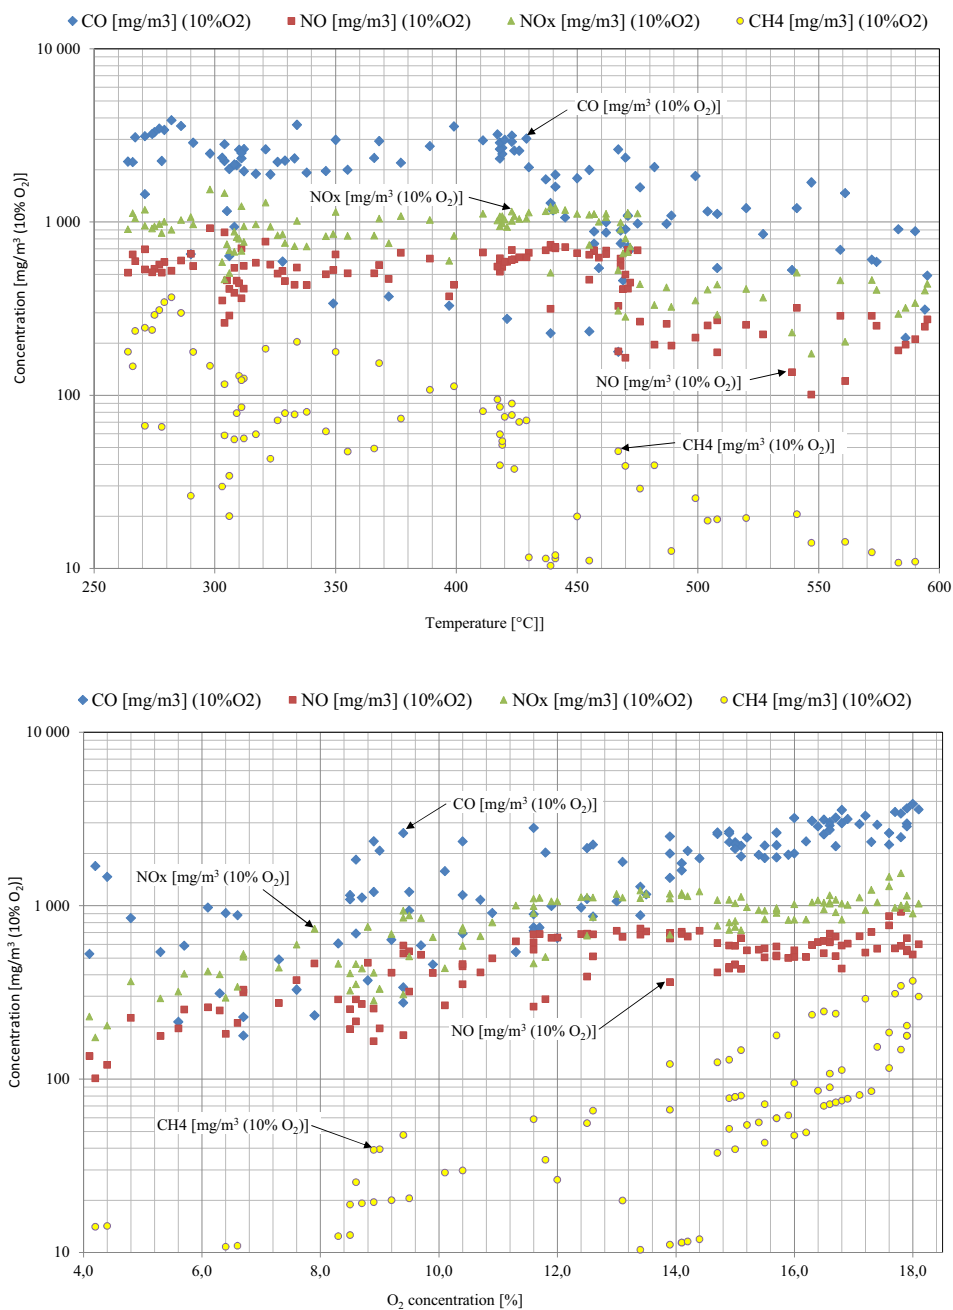 CO [mg/m3] (10%O2) NO [mg/m3] (10%O2) NOx [mg/m3] (10%O2) CH4 [mg/m3] (10%O2)
10 000
CO [mg/m³ (10% O₂)]
NOx [mg/m³ (10% O₂)]
1 000
Concentration [mg/m³ (10% O₂)]
NO [mg/m³ (10% O₂)]
100
CH4 [mg/m³ (10% O₂)]
10
250 300 350 400 450 500 550 600
Temperature [°C]]
CO [mg/m3] (10%O2) NO [mg/m3] (10%O2) NOx [mg/m3] (10%O2) CH4 [mg/m3] (10%O2)
10 000
CO [mg/m³ (10% O₂)]
NOx [mg/m³ (10% O₂)]
1 000
Concentration [mg/m³ (10% O₂)]
NO [mg/m³ (10% O₂)]
100
CH4 [mg/m³ (10% O₂)]
10
4,0 6,0 8,0 10,0 12,0 14,0 16,0 18,0
O₂ concentration [%]